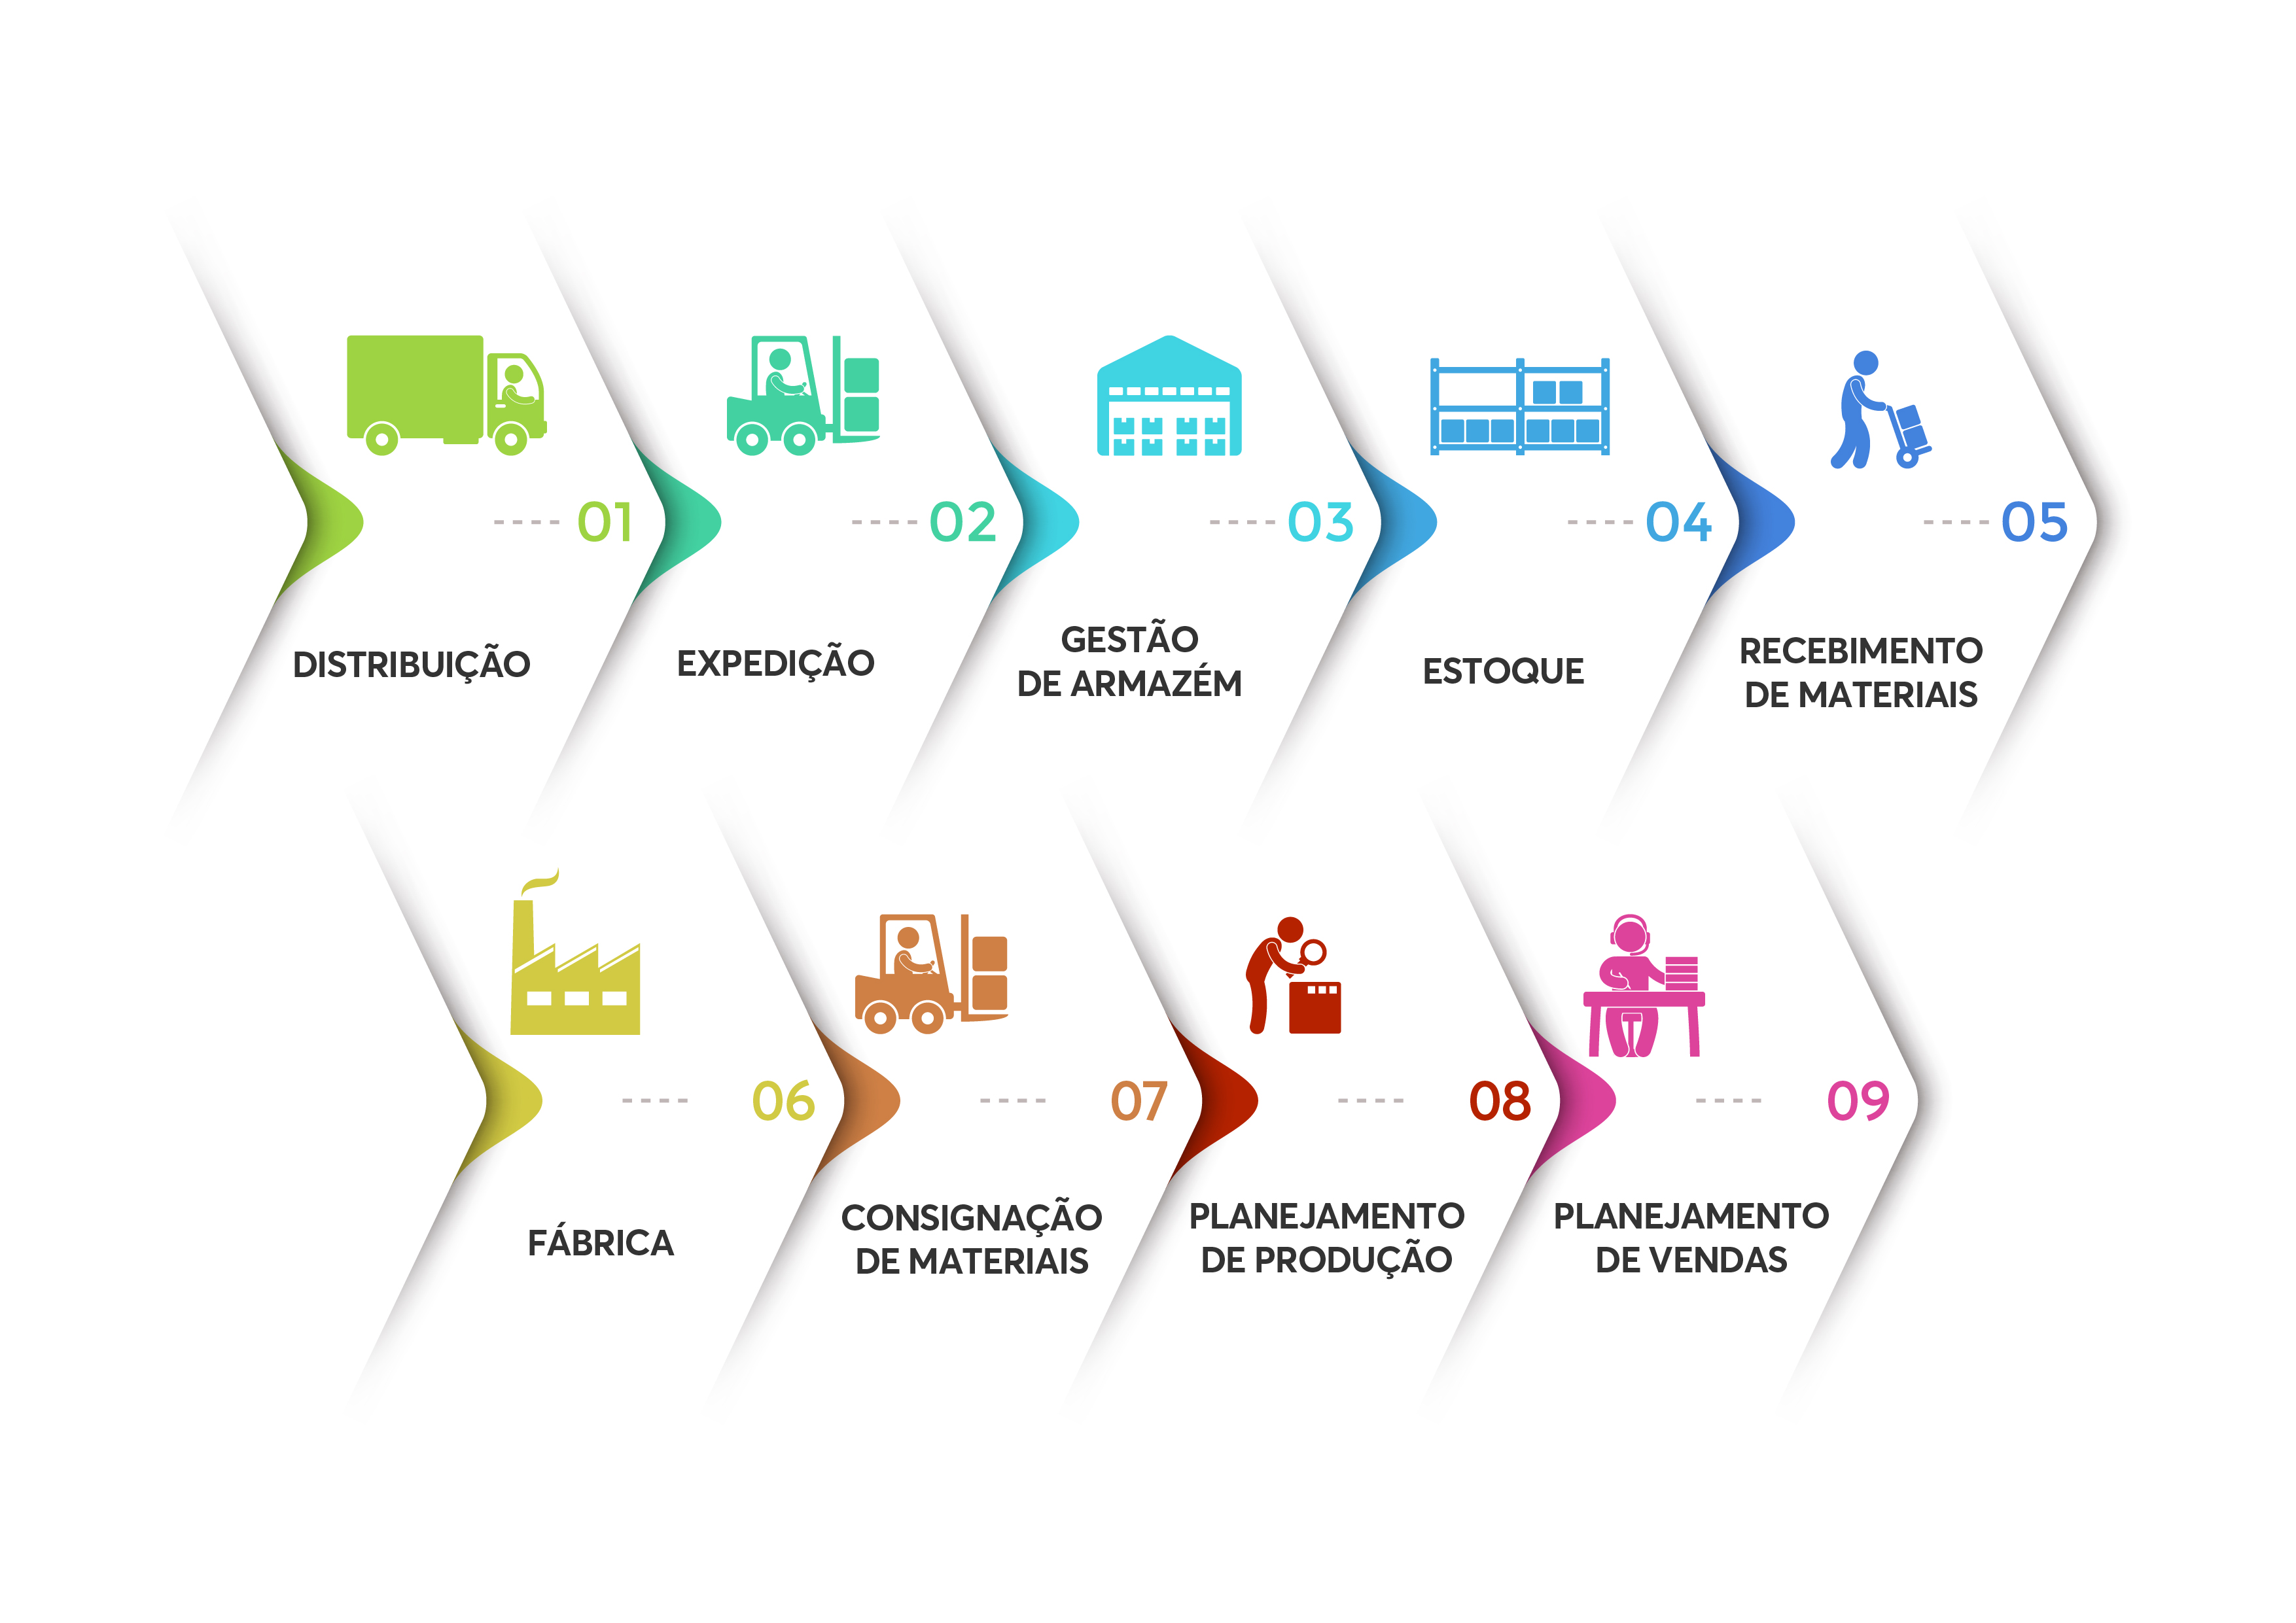 01
DISTRIBUIÇÃO
02
EXPEDIÇÃO
03
GESTÃO
DE ARMAZÉM
04
ESTOQUE
05
RECEBIMENTO
DE MATERIAIS
06
FÁBRICA
07
CONSIGNAÇÃO
DE MATERIAIS
08
PLANEJAMENTO
DE PRODUÇÃO
09
PLANEJAMENTO
DE VENDAS